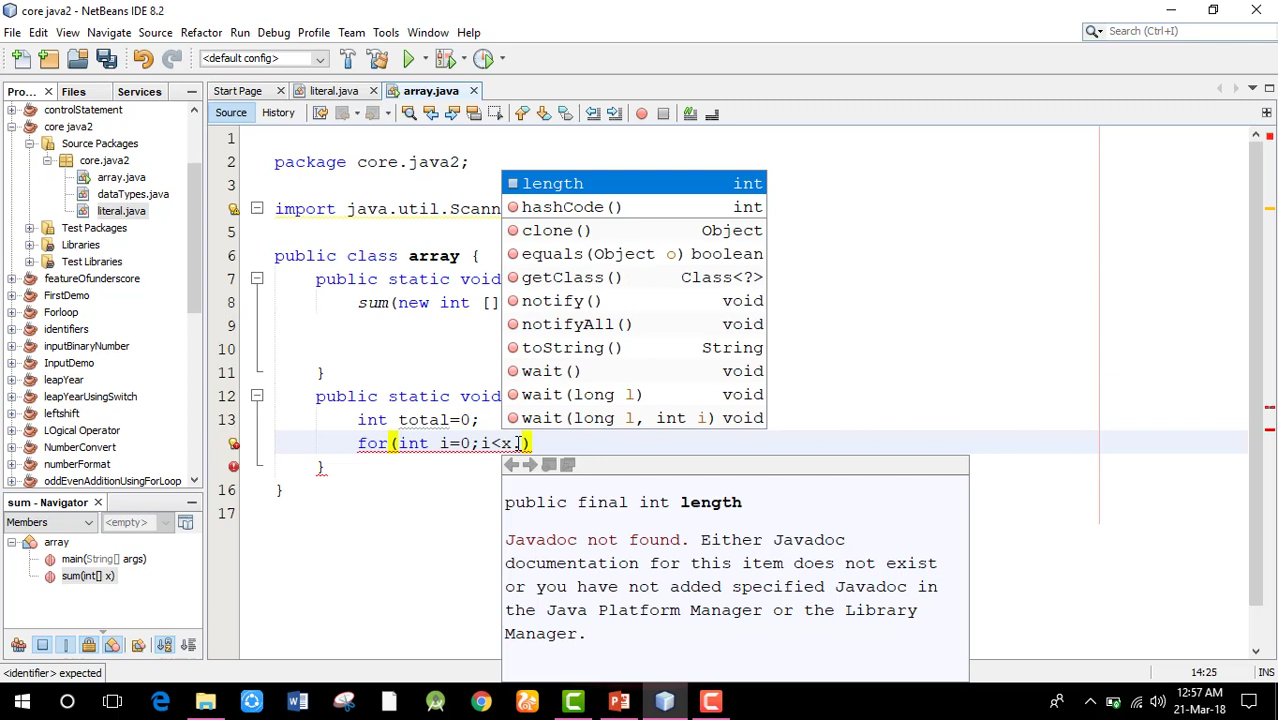 core java2 - NetBeans IDE 8.2
File Edit View Navigate Source Refactor Run Debug Profile Team Tools Window Help
Search (Ctrl+I)
<default config>
Pro... Files Services
Start Page literal.java array.java
Source History
controlStatement
core java2
Source Packages
core.java2
array.java
dataTypes.java
literal.java
Test Packages
Libraries
Test Libraries
featureOfunderscore
FirstDemo
Forloop
identifiers
inputBinaryNumber
InputDemo
leapYear
leapYearUsingSwitch
leftshift
LOgical Operator
NumberConvert
numberFormat
oddEvenAdditionUsingForLoop
sum - Navigator
Members <empty>
array
main(String[] args)
sum(int[] x)
1
2 package core.java2;
3
import java.util.Scann
5
6 public class array {
7 public static void
8 sum(new int []
9
10
11 }
12 public static void
13 int total=0;
for(int i=0;i<x.)
}
16 }
17
length int
hashCode() int
clone() Object
equals(Object o) boolean
getClass() Class<?>
notify() void
notifyAll() void
toString() String
wait() void
wait(long l) void
wait(long l, int i) void
public final int length
Javadoc not found. Either Javadoc
documentation for this item does not exist
or you have not added specified Javadoc in
the Java Platform Manager or the Library
Manager.
<identifier> expected
14:25
INS
12:57 AM
21-Mar-18